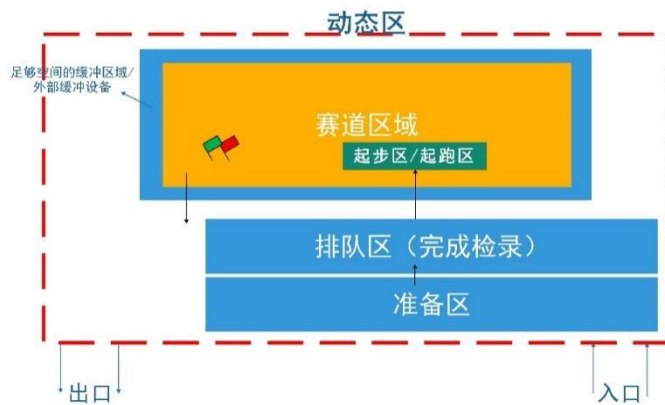 动态区
足够空间的缓冲区域/
外部缓冲设备
赛道区域
起步区/起跑区
排队区（完成检录）
准备区
出口
入口